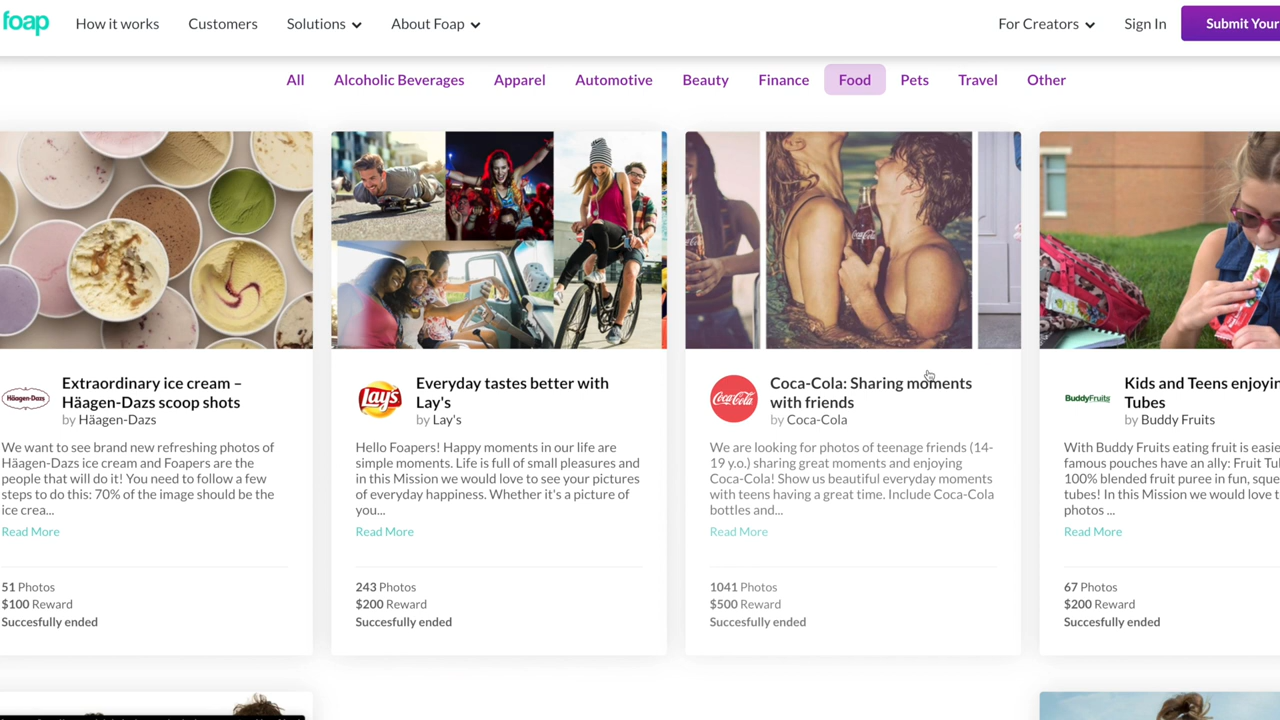 foap
How it works
Customers
Solutions
About Foap
For Creators
Sign In
Submit Your
All
Alcoholic Beverages
Apparel
Automotive
Beauty
Finance
Food
Pets
Travel
Other
Häagen-Dazs
Extraordinary ice cream –
Häagen-Dazs scoop shots
by Häagen-Dazs
We want to see brand new refreshing photos of
Häagen-Dazs ice cream and Foapers are the
people that will do it! You need to follow a few
steps to do this: 70% of the image should be the
ice crea...
Read More
51 Photos
$100 Reward
Succesfully ended
Lay's
Everyday tastes better with
Lay's
by Lay's
Hello Foapers! Happy moments in our life are
simple moments. Life is full of small pleasures and
in this Mission we would love to see your pictures
of everyday happiness. Whether it's a picture of
you...
Read More
243 Photos
$200 Reward
Succesfully ended
Coca-Cola
Coca-Cola
Coca-Cola: Sharing moments
with friends
by Coca-Cola
We are looking for photos of teenage friends (14-
19 y.o.) sharing great moments and enjoying
Coca-Cola! Show us beautiful everyday moments
with teens having a great time. Include Coca-Cola
bottles and...
Read More
1041 Photos
$500 Reward
Succesfully ended
BuddyFruits
Kids and Teens enjoyin
Tubes
by Buddy Fruits
With Buddy Fruits eating fruit is easie
famous pouches have an ally: Fruit Tu
100% blended fruit puree in fun, sque
tubes! In this Mission we would love t
photos ...
Read More
67 Photos
$200 Reward
Succesfully ended